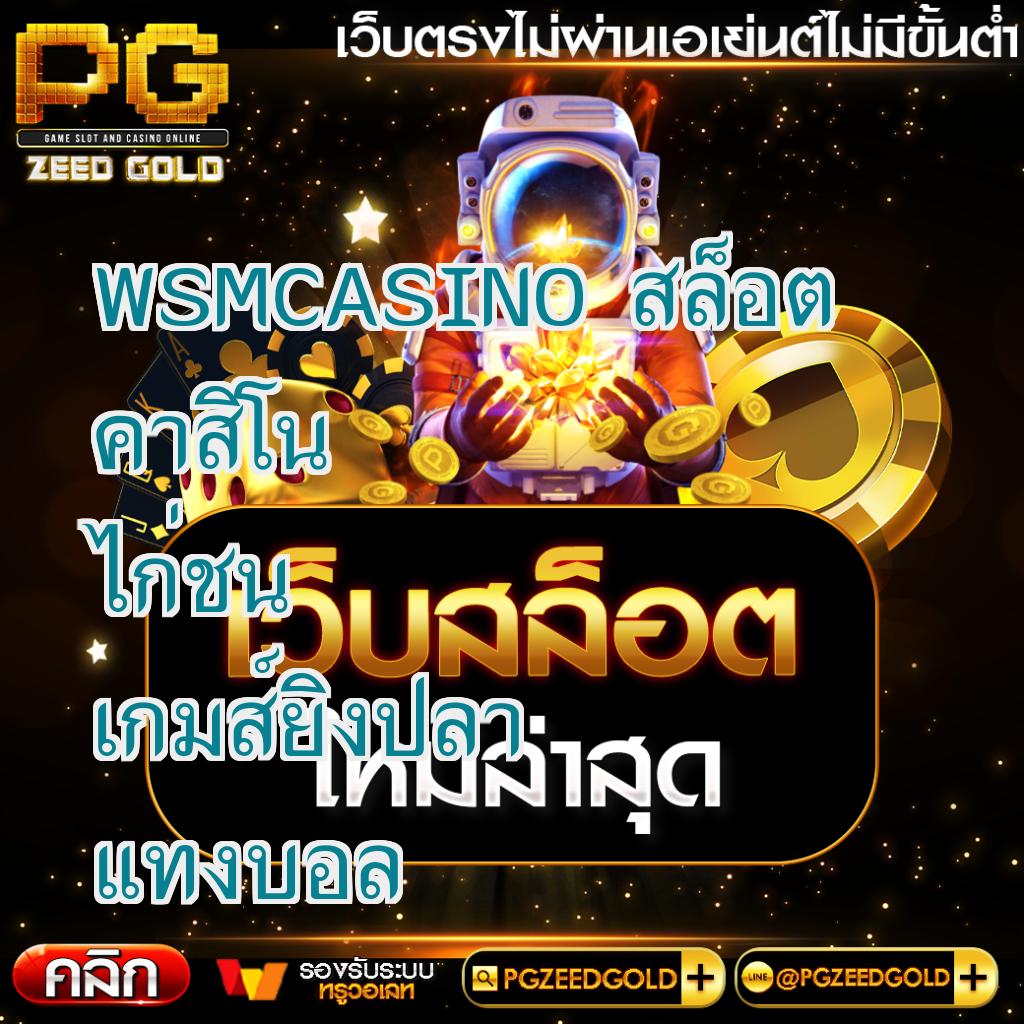 เว็บตรงไม่ผ่านเอเย่นต์ไม่มีขั้นต่ำ
PG
GAME SLOT AND CASINO ONLINE
ZEED GOLD
WSMCASINO สล็อต
คาสิโน
ไก่ชน
เว็บสล็อต
เกมส์ยิงปลา
ใหม่ล่าสุด
แทงบอล
คลิก
รองรับระบบ
ทรูวอเลท
PGZEEDGOLD +
LINE @PGZEEDGOLD +